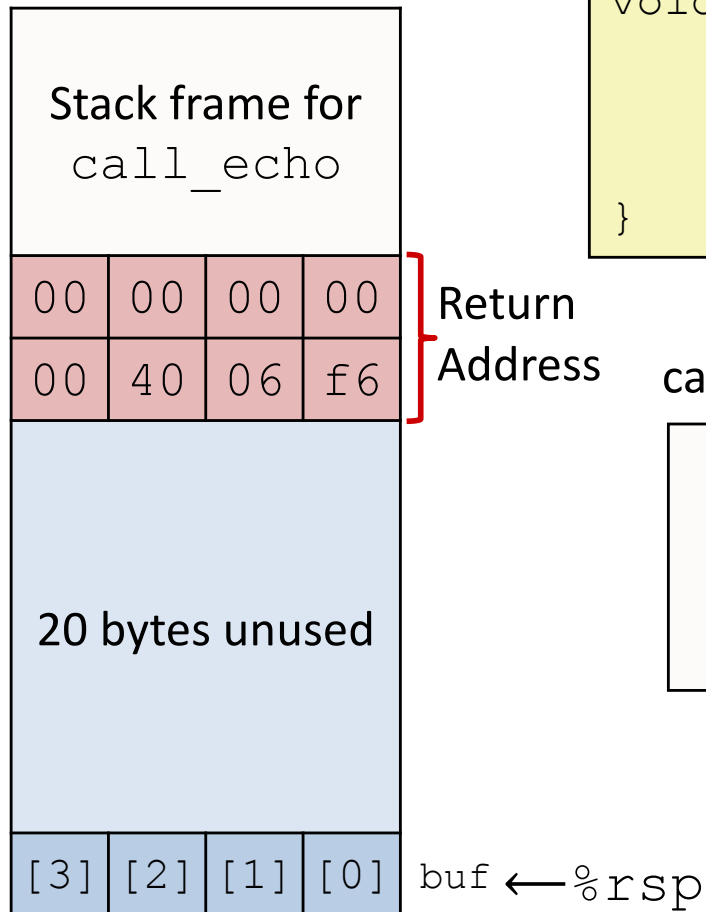 Stack frame for
call_echo
00 00 00 00
00 40 06 f6
Return
Address
20 bytes unused
[3] [2] [1] [0]
buf ←%rsp
}
ca